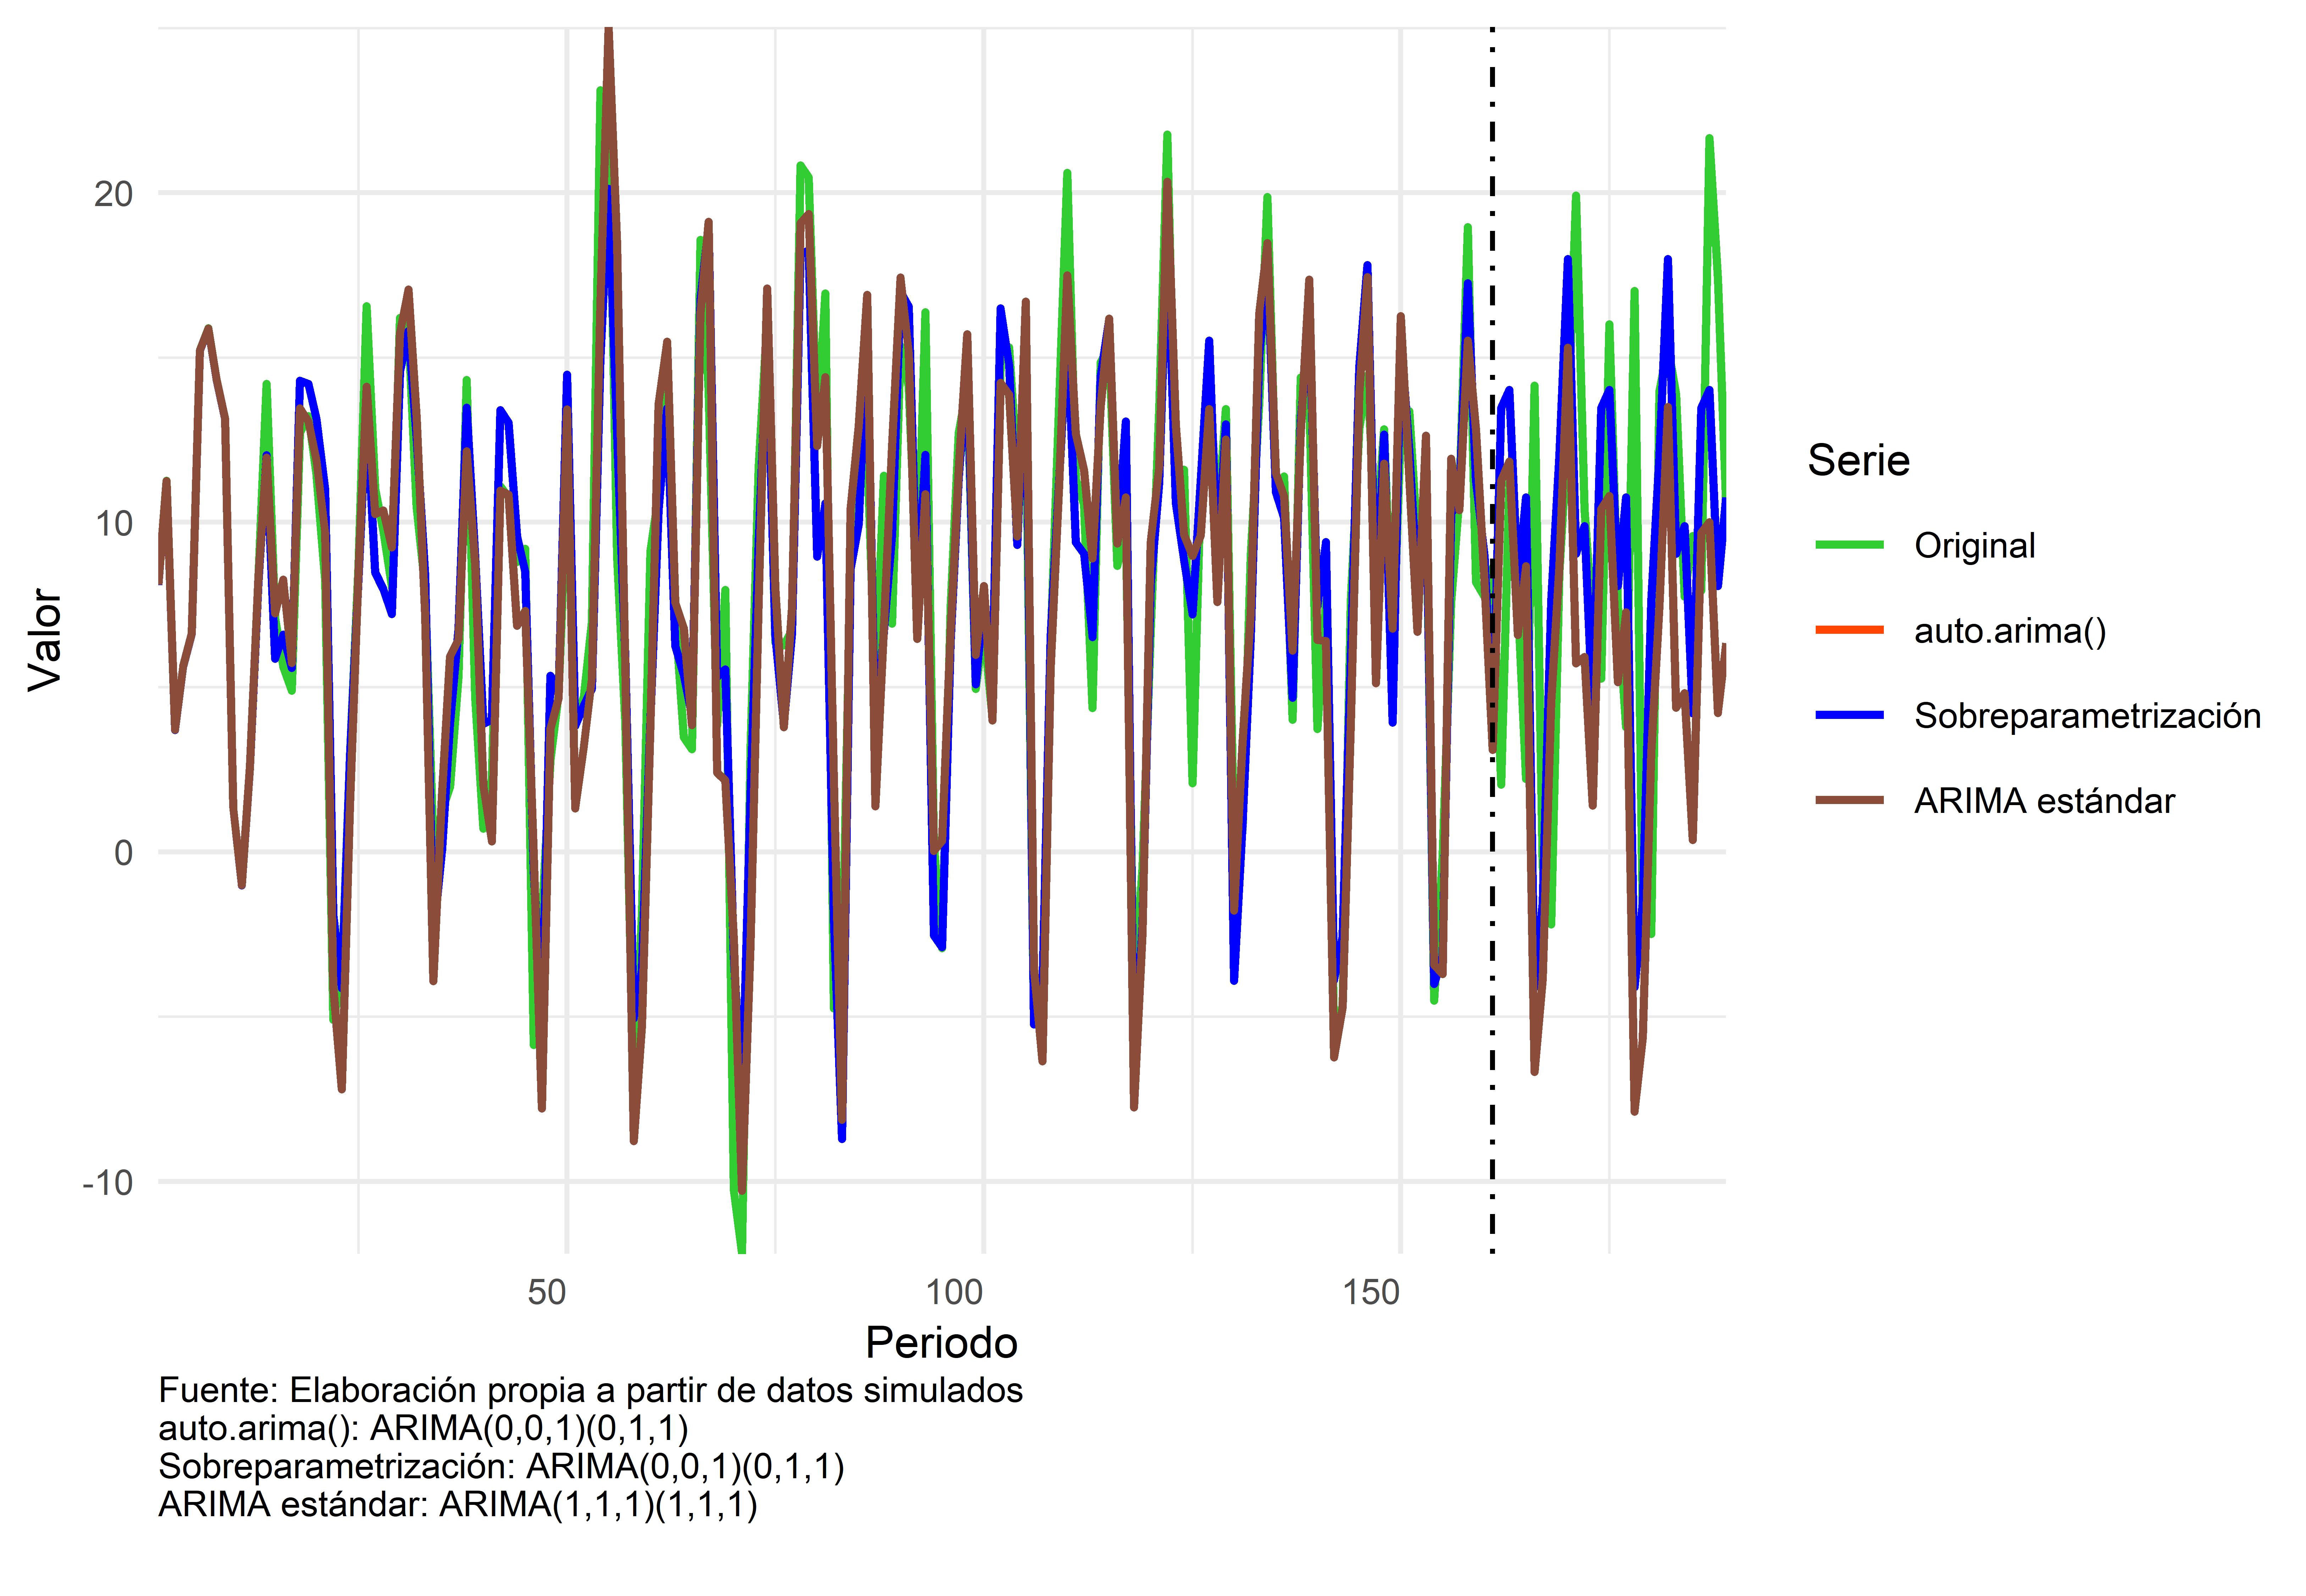 20
10
0
-10
Valor
50
100
150
Periodo
Serie
Original
auto.arima()
Sobreparametrización
ARIMA estándar
Fuente: Elaboración propia a partir de datos simulados
auto.arima(): ARIMA(0,0,1)(0,1,1)
Sobreparametrización: ARIMA(0,0,1)(0,1,1)
ARIMA estándar: ARIMA(1,1,1)(1,1,1)